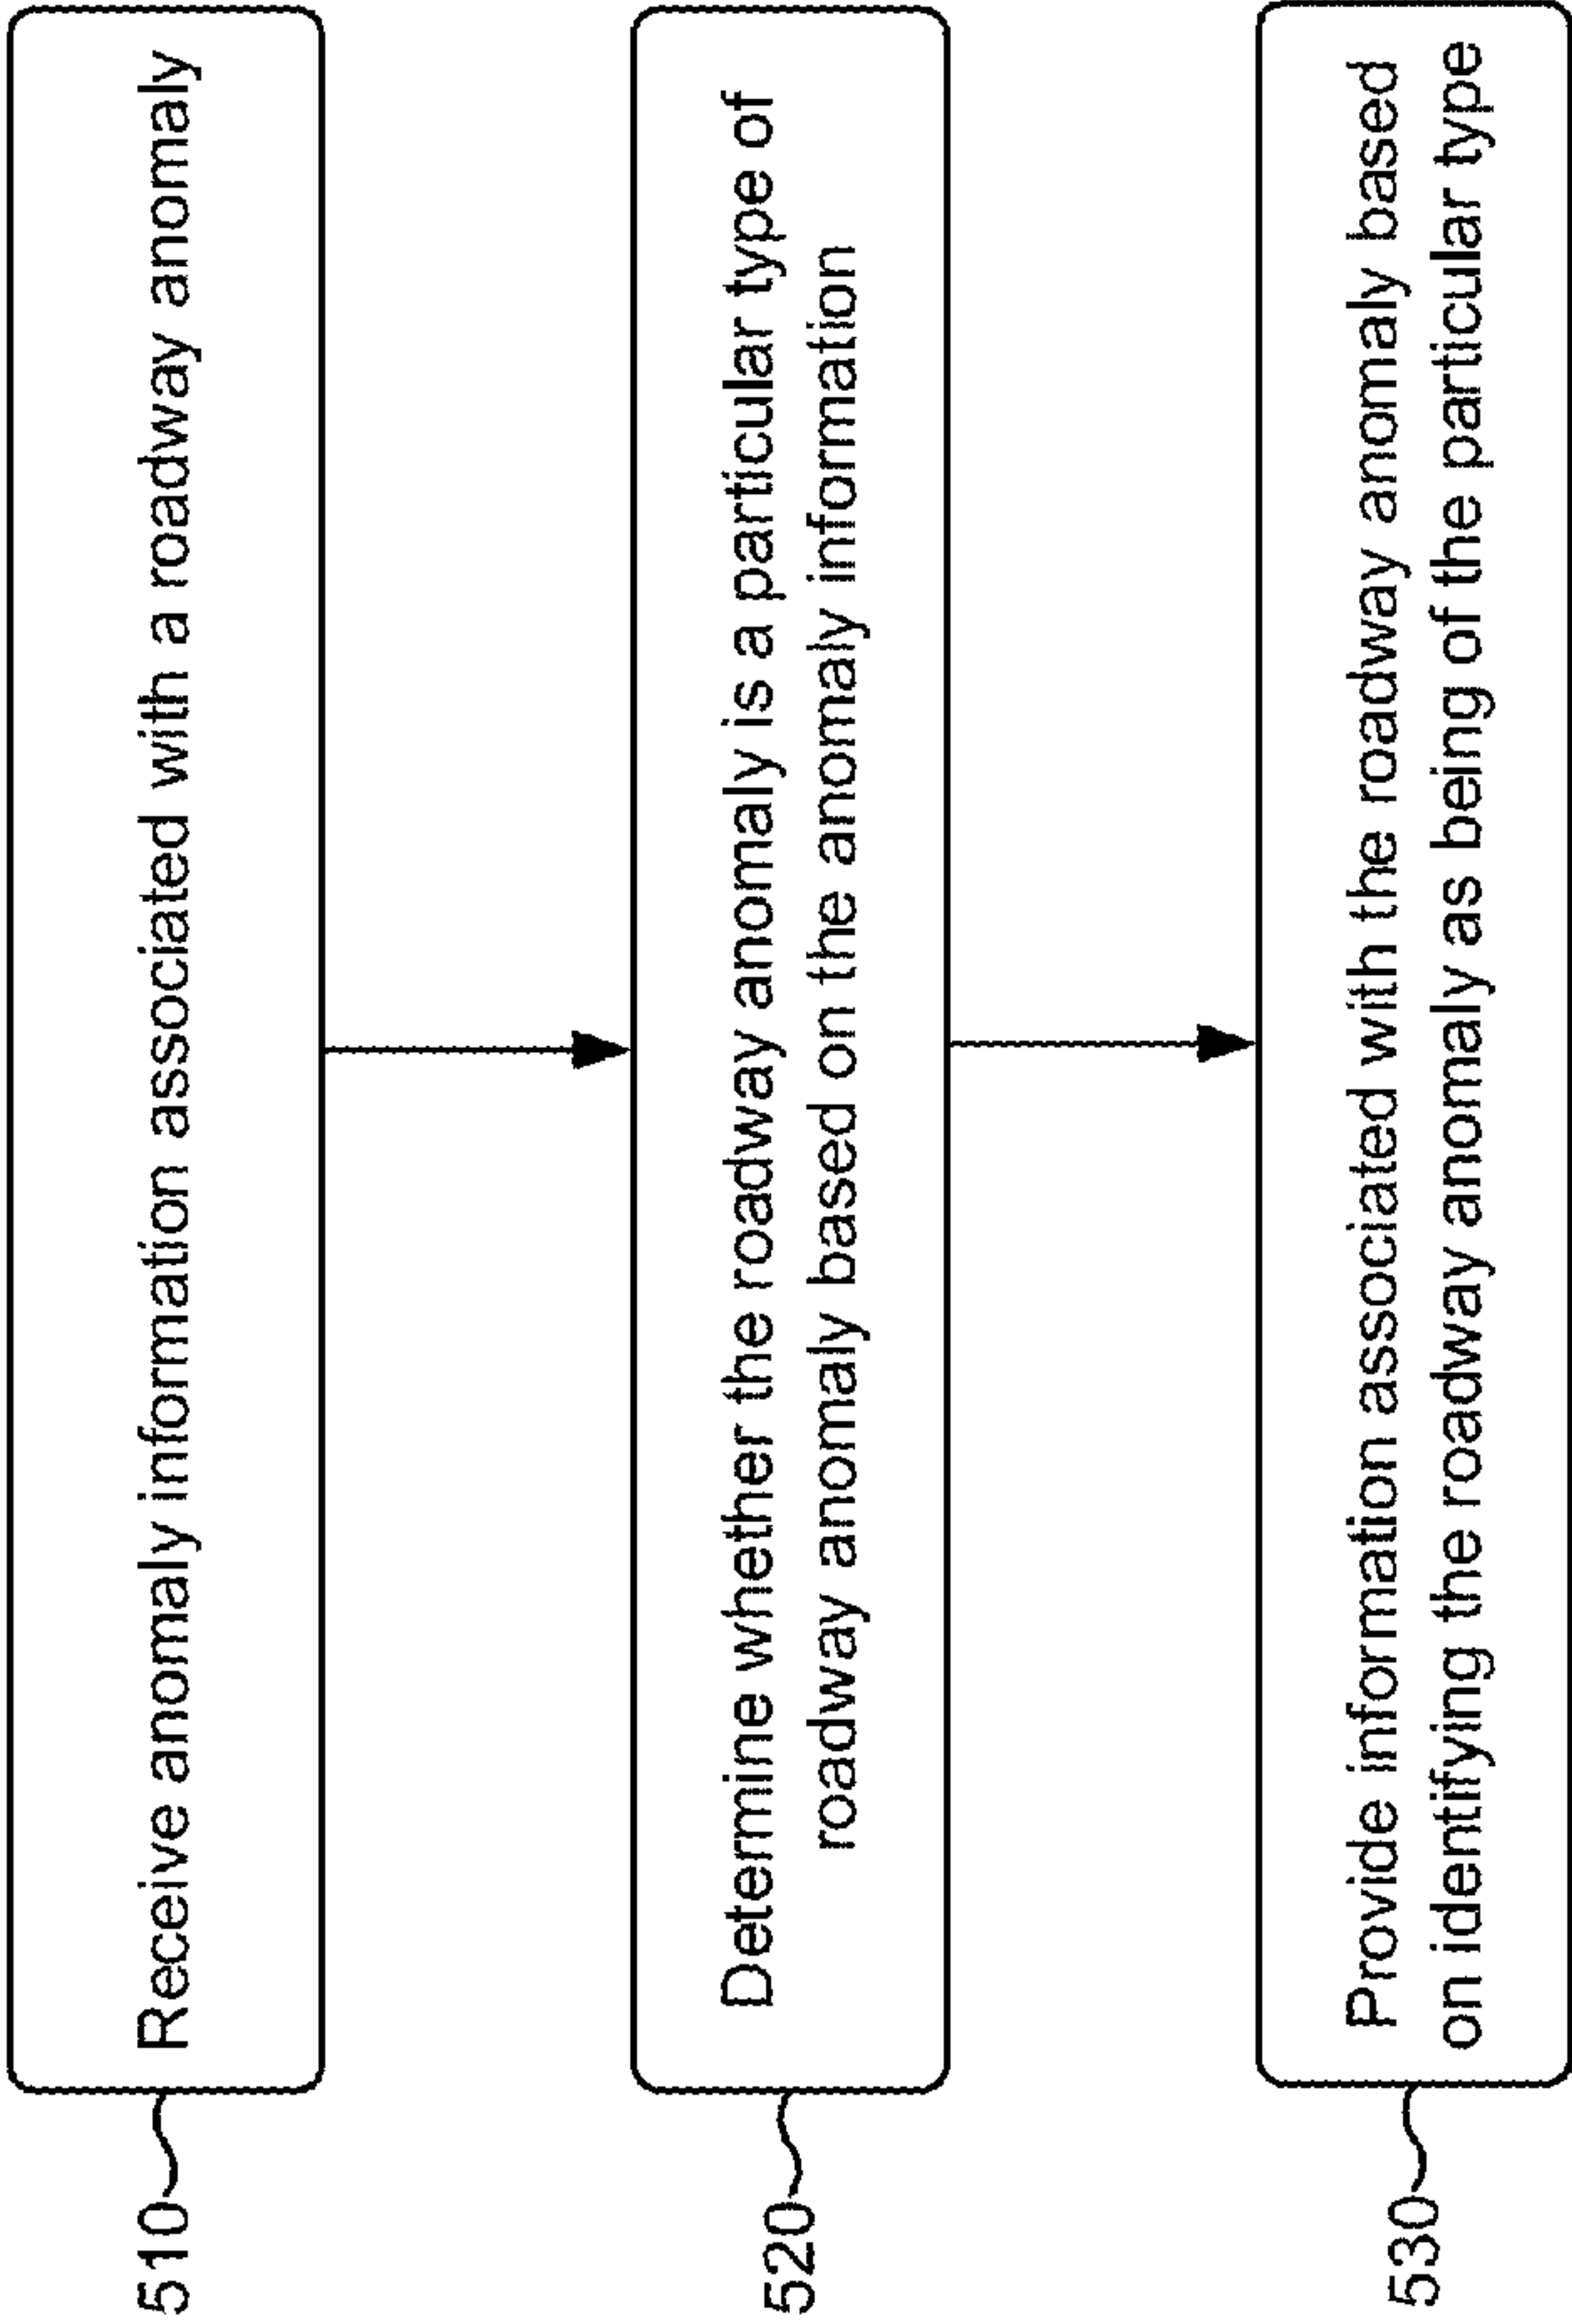 510
Receive anomaly information associated with a roadway anomaly
520
Determine whether the roadway anomaly is a particular type of
roadway anomaly based on the anomaly information
530
Provide information associated with the roadway anomaly based
on identifying the roadway anomaly as being of the particular type